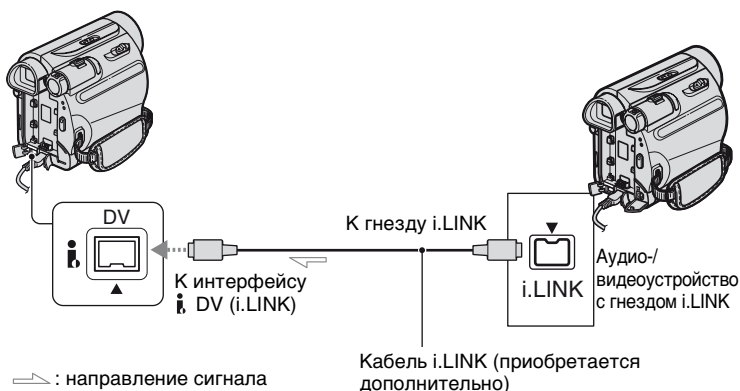 DV
К интерфейсу
i DV (i.LINK)
К гнезду i.LINK
i.LINK
Аудио-/
видеоустройство
с гнездом i.LINK
: направление сигнала
Кабель i.LINK (приобретается
дополнительно)